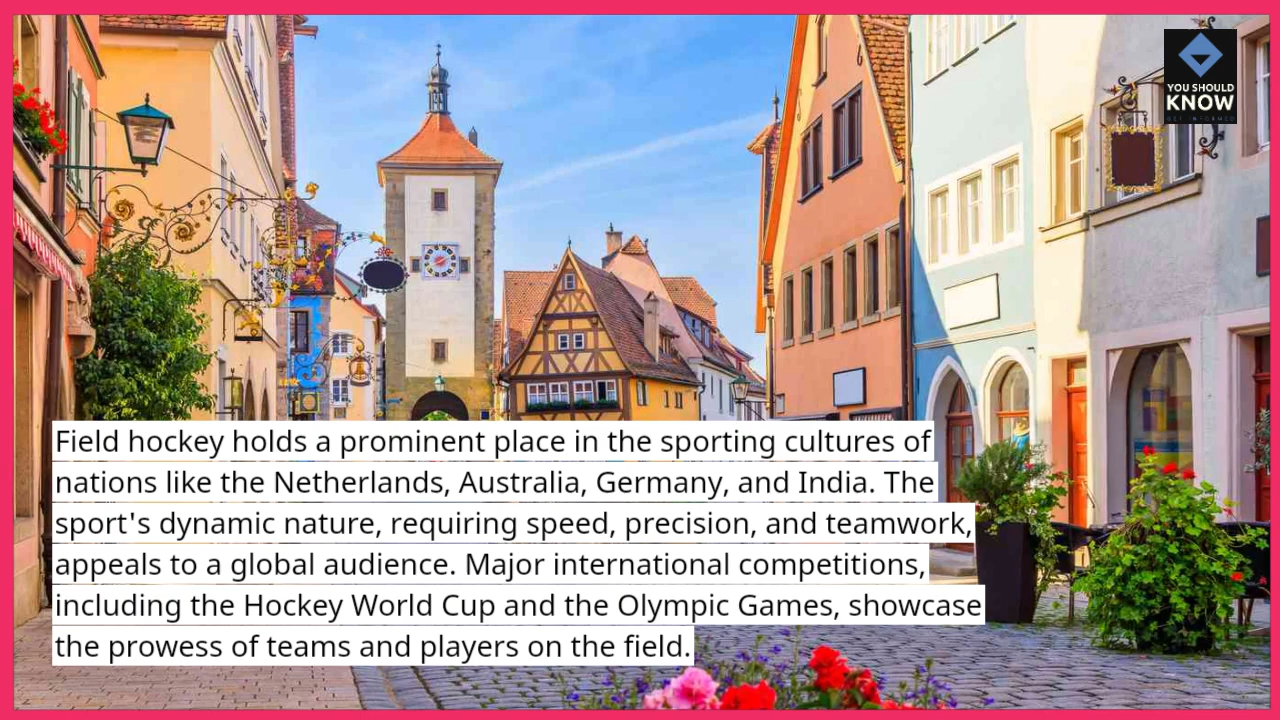 YOU SHOULD
KNOW
GET INFORMED
Field hockey holds a prominent place in the sporting cultures of
nations like the Netherlands, Australia, Germany, and India. The
sport's dynamic nature, requiring speed, precision, and teamwork,
appeals to a global audience. Major international competitions,
including the Hockey World Cup and the Olympic Games, showcase
the prowess of teams and players on the field.